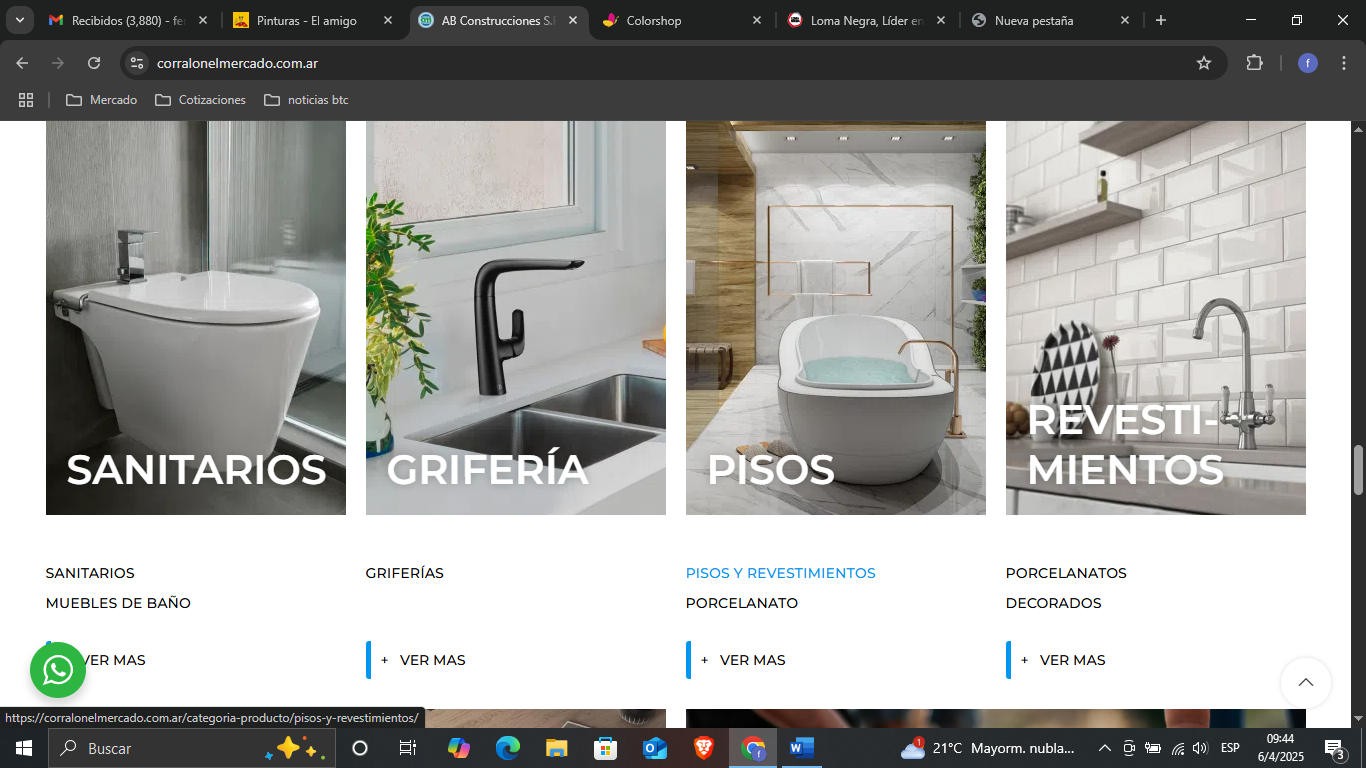 Recibidos (3,880) - fe
Pinturas - El amigo
AB Construcciones S.
Colorshop
Loma Negra, Líder en
Nueva pestaña
corralonelmercado.com.ar
f
Mercado
Cotizaciones
noticias btc
SANITARIOS
GRIFERÍA
PISOS
REVESTI-
MIENTOS
SANITARIOS
MUEBLES DE BAÑO
VER MAS
GRIFERÍAS
+ VER MAS
PISOS Y REVESTIMIENTOS
PORCELANATO
+ VER MAS
PORCELANATOS
DECORADOS
+ VER MAS
https://corralonelmercado.com.ar/categoria-producto/pisos-y-revestimientos/
Buscar
f
1
21°C Mayorm. nubla...
ESP
09:44
6/4/2025
3